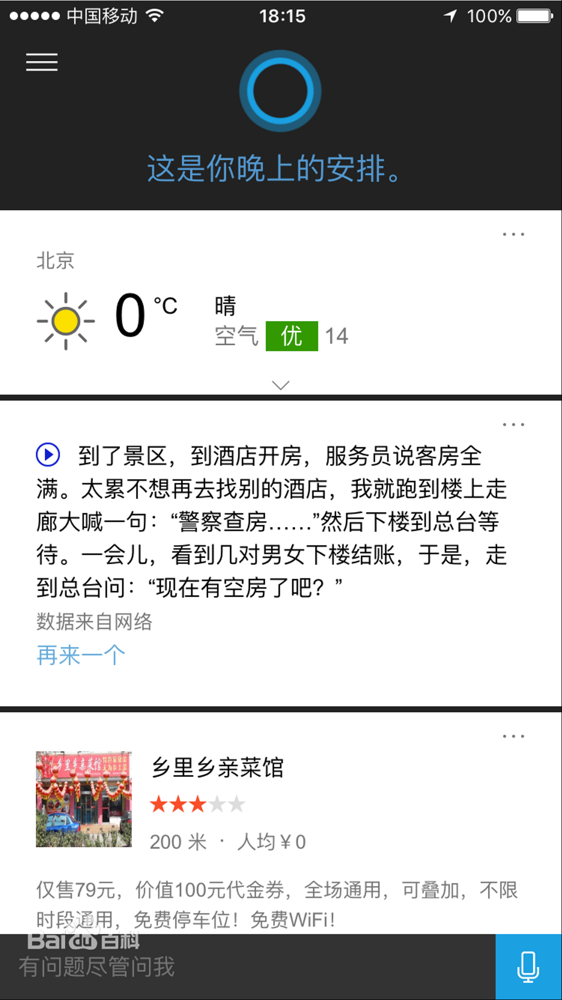 中国移动 18:15 100%
这是你晚上的安排。
北京
0 °C 晴
空气 优 14
到了景区，到酒店开房，服务员说客房全
满。太累不想再去找别的酒店，我就跑到楼上走
廊大喊一句：“警察查房……”然后下楼到总台等
待。一会儿，看到几对男女下楼结账，于是，走
到总台问：“现在有空房了吧？”
数据来自网络
再来一个
乡里乡亲菜馆
乡里乡亲菜馆
200 米 · 人均￥0
仅售79元，价值100元代金券，全场通用，可叠加，不限
时段通用，免费停车位！免费WiFi！
Baidu百科
有问题尽管问我